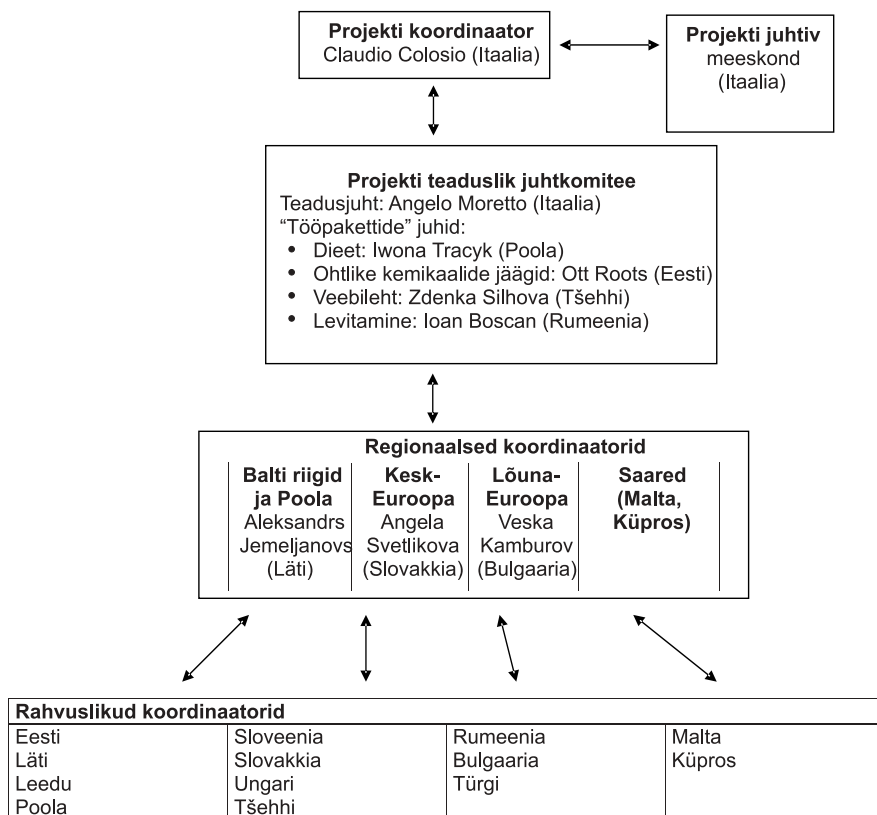 Projekti koordinaator
Claudio Colosio (Itaalia)
Projekti juhtiv
meeskond
(Itaalia)
Projekti teaduslik juhtkomitee
Teadusjuht: Angelo Moretto (Itaalia)
“Tööpakettide” juhid:
• Dieet: Iwona Tracyk (Poola)
• Ohtlike kemikaalide jäägid: Ott Roots (Eesti)
• Veebileht: Zdenka Silhova (Tšehhi)
• Levitamine: Ioan Boscan (Rumeenia)
Regionaalsed koordinaatorid
Balti riigid
ja Poola
Aleksandrs
Jemeljanovs
(Läti)
Kesk-
Euroopa
Angela
Svetlikova
(Slovakkia)
Lõuna-
Euroopa
Veska
Kamburov
(Bulgaaria)
Saared
(Malta,
Küpros)
Rahvuslikud koordinaatorid
Eesti
Läti
Leedu
Poola
Sloveenia
Slovakkia
Ungari
Tšehhi
Rumeenia
Bulgaaria
Türgi
Malta
Küpros